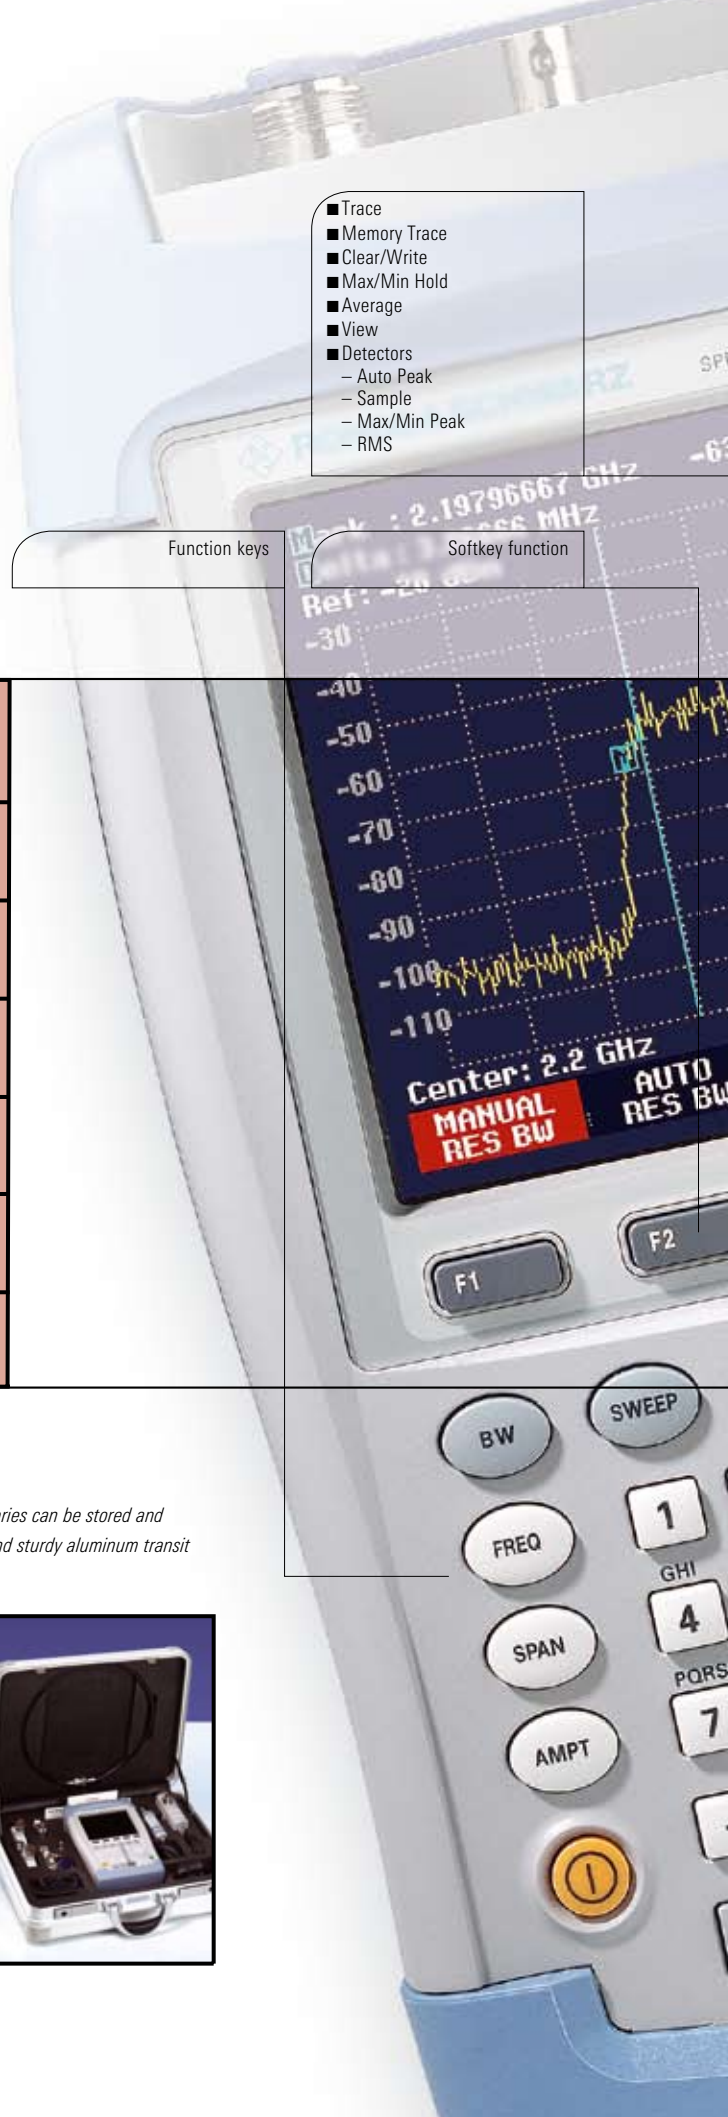 ■ Trace
■ Memory Trace
■ Clear/Write
■ Max/Min Hold
■ Average
■ View
■ Detectors
– Auto Peak
– Sample
– Max/Min Peak
– RMS
: 2.19796667 GHz
MHz
Ref: -20 dBm
Function keys
Softkey function
-30
-40
-50
-60
-70
-80
-90
-100
-110
Center: 2.2 GHz
MANUAL
RES BW
AUTO
RES BW
F1
F2
BW
SWEEP
FREQ
1
GHI
SPAN
4
PQRS
AMPT
7
can be stored and
sturdy aluminum transit